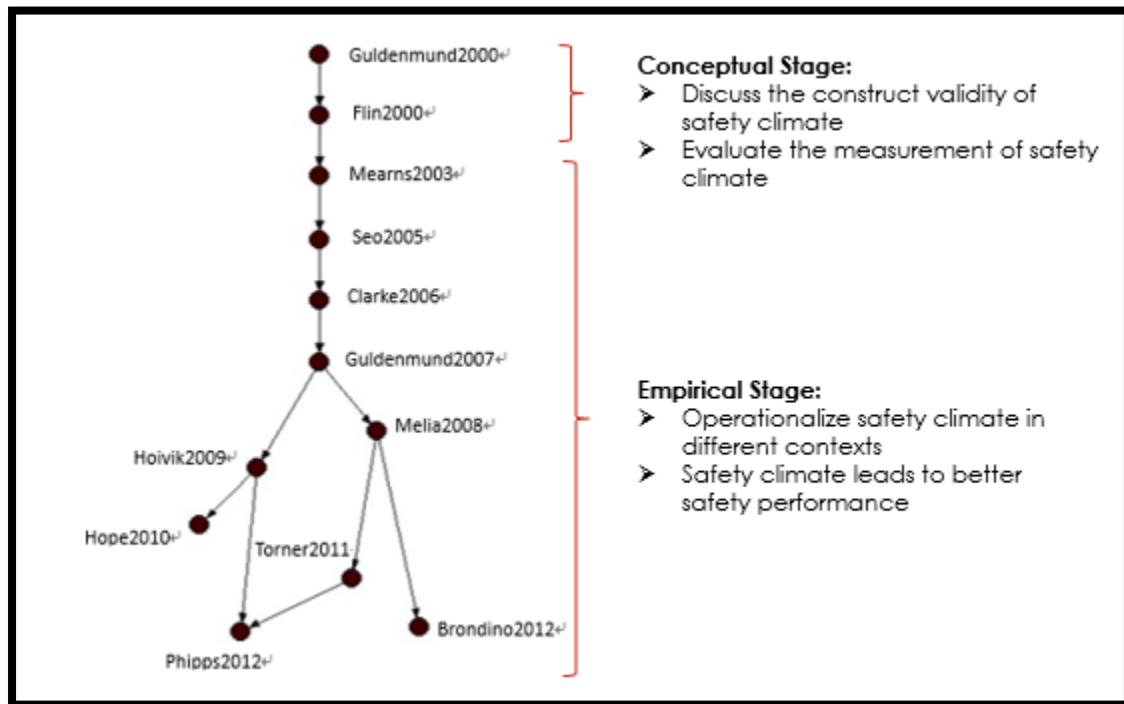 Guldenmund2000↵
Flin2000↵
Mearns2003↵
Seo2005↵
Clarke2006↵
Guldenmund2007↵
Melia2008↵
Hoivik2009↵
Hope2010↵
Torner2011
Brondino2012↵
Phipps2012↵
Conceptual Stage:
➢ Discuss the construct validity of
safety climate
➢ Evaluate the measurement of safety
climate
Empirical Stage:
➢ Operationalize safety climate in
different contexts
➢ Safety climate leads to better
safety performance